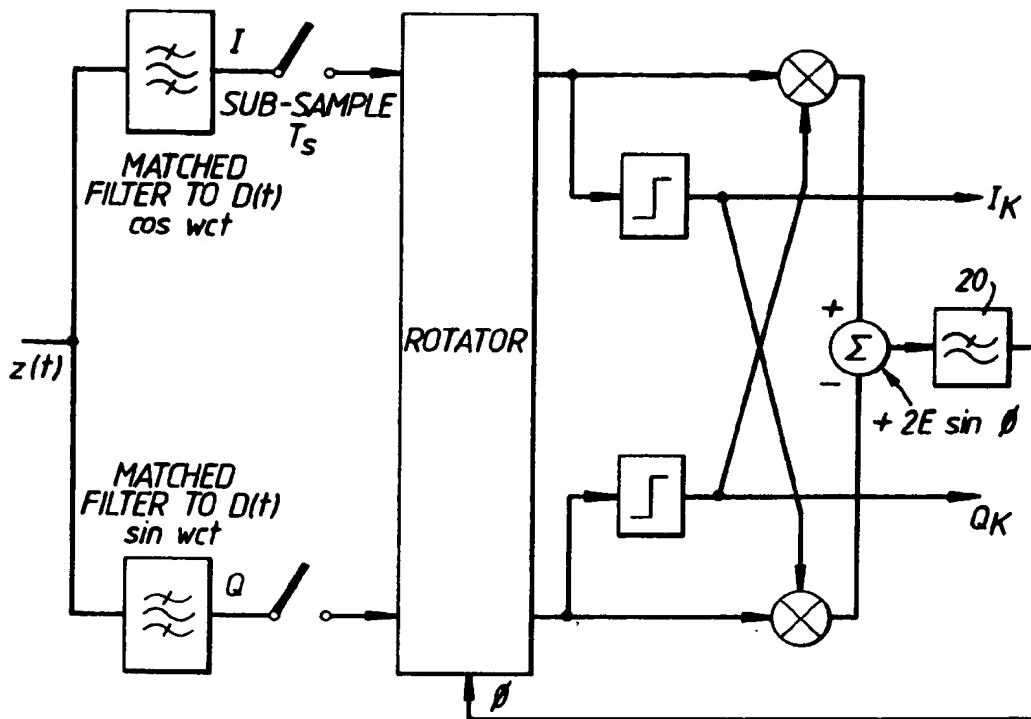 I
SUB-SAMPLE
Ts
MATCHED
FILTER TO D(t)
cos wct
z(t)
ROTATOR
IK
20
+
Σ
−
+ 2E sin ø
MATCHED
FILTER TO D(t)
sin wct
QK
Q
ø